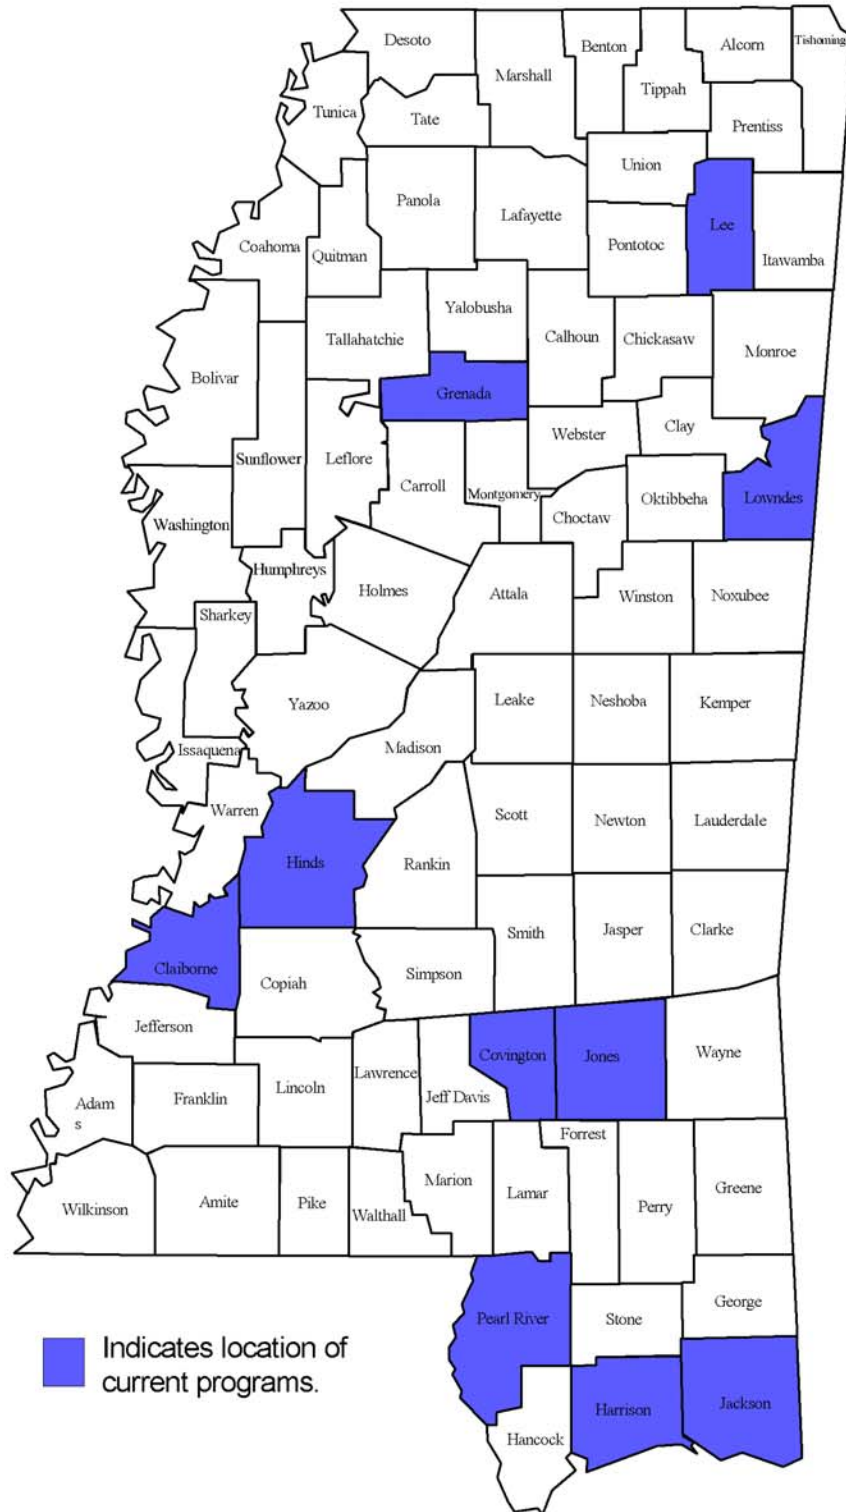 Desoto
Marshall
Benton
Tippah
Alcorn
Tishoming
Tunica
Tate
Prentiss
Union
Panola
Lafayette
Pontotoc
Lee
Itawamba
Coahoma
Quitman
Yalobusha
Tallahatchie
Calhoun
Chickasaw
Monroe
Bolivar
Grenada
Sunflower
Leflore
Carroll
Montgomery
Webster
Clay
Choctaw
Oktibbeha
Lowndes
Washington
Humphreys
Holmes
Attala
Winston
Noxubee
Sharkey
Yazoo
Leake
Neshoba
Kemper
Issaquena
Madison
Warren
Scott
Newton
Lauderdale
Hinds
Rankin
Claiborne
Copiah
Simpson
Smith
Jasper
Clarke
Jefferson
Covington
Jones
Wayne
Adam
s
Franklin
Lincoln
Lawrence
Jeff Davis
Forrest
Wilkinson
Amite
Pike
Walthall
Marion
Lamar
Perry
Greene
Pearl River
Stone
George
Indicates location of
current programs.
Hancock
Harrison
Jackson